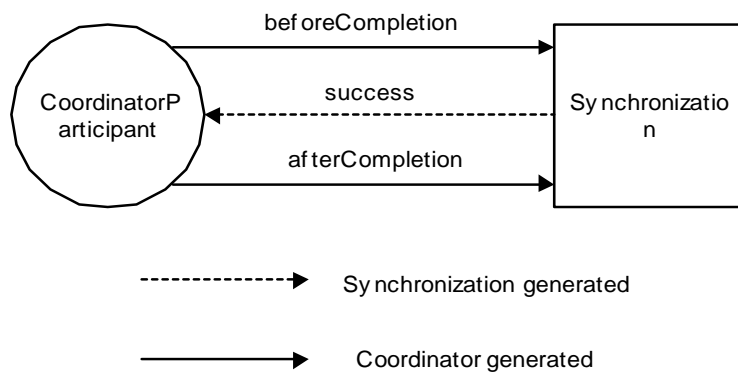 beforeCompletion
CoordinatorP
articipant
success
Synchronizatio
n
afterCompletion
Synchronization generated
Coordinator generated